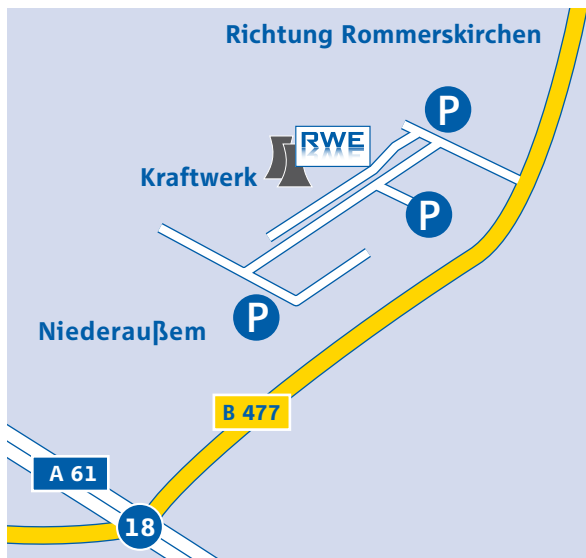 Richtung Rommerskirchen
P
RWE
Kraftwerk
P
P
Niederaußem
B 477
A 61
18